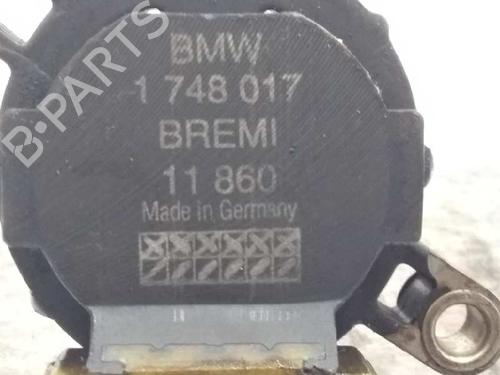 B-PARTS
BMW
1 748 017
BREMI
11 860
Made in Germany